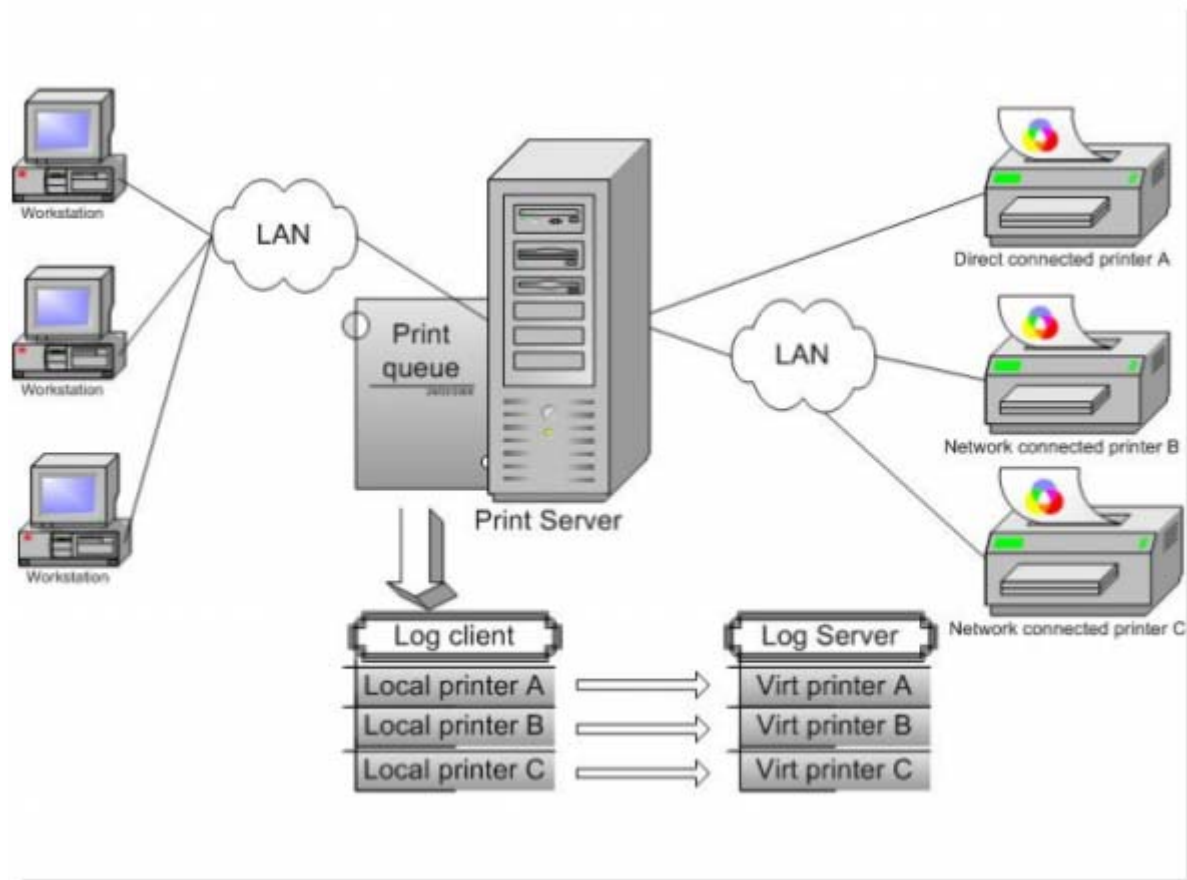 Workstation
Workstation
Workstation
LAN
Print
queue
Print Server
LAN
Direct connected printer A
Network connected printer B
Network connected printer C
Log client
Local printer A
Local printer B
Local printer C
Log Server
Virt printer A
Virt printer B
Virt printer C